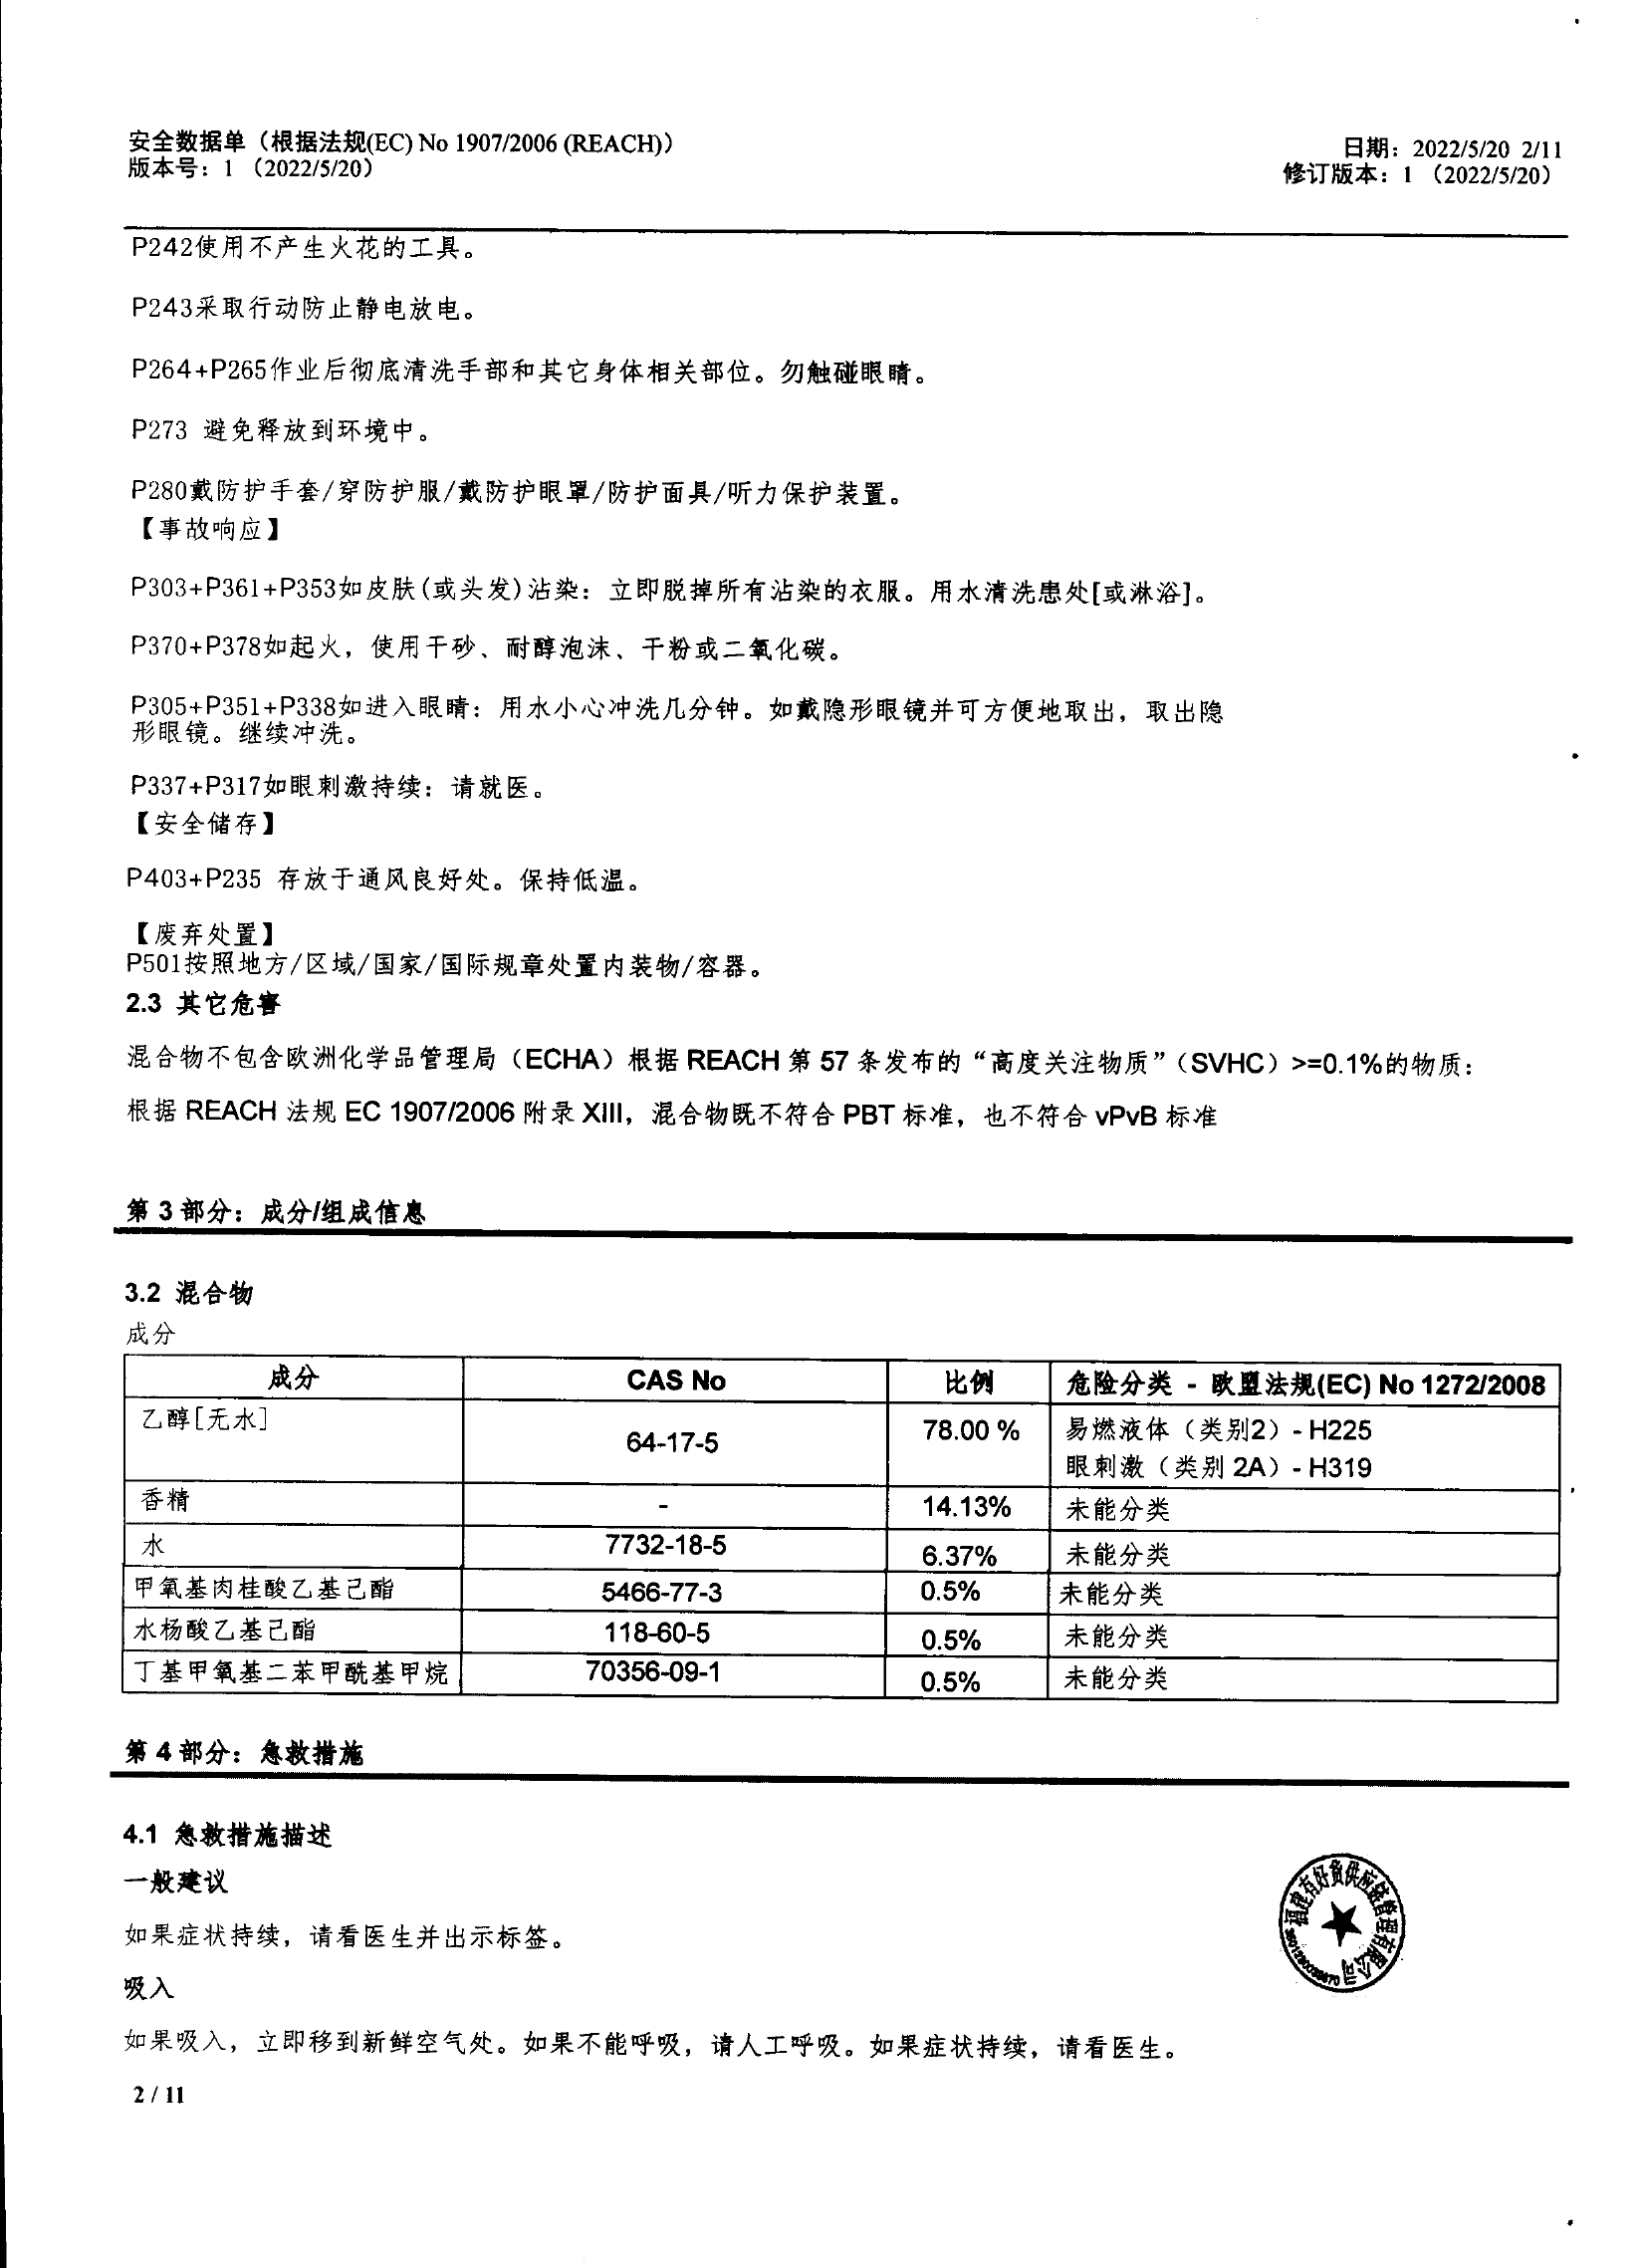 安全数据单（根据法规(EC) No 1907/2006 (REACH)）
版本号：1 （2022/5/20）
日期：2022/5/20 2/11
修订版本：1 （2022/5/20）
P242使用不产生火花的工具。
P243采取行动防止静电放电。
P264+P265作业后彻底清洗手部和其它身体相关部位。勿触碰眼睛。
P273 避免释放到环境中。
P280戴防护手套/穿防护服/戴防护眼罩/防护面具/听力保护装置。
【事故响应】
P303+P361+P353如皮肤(或头发)沾染：立即脱掉所有沾染的衣服。用水清洗患处[或淋浴]。
P370+P378如起火，使用干砂、耐醇泡沫、干粉或二氧化碳。
P305+P351+P338如进入眼睛：用水小心冲洗几分钟。如戴隐形眼镜并可方便地取出，取出隐
形眼镜。继续冲洗。
P337+P317如眼刺激持续：请就医。
【安全储存】
P403+P235 存放于通风良好处。保持低温。
【废弃处置】
P501按照地方/区域/国家/国际规章处置内装物/容器。
2.3 其它危害
混合物不包含欧洲化学品管理局（ECHA）根据 REACH 第 57 条发布的“高度关注物质”（SVHC）>=0.1%的物质：
根据 REACH 法规 EC 1907/2006 附录 XIII，混合物既不符合 PBT 标准，也不符合 vPvB 标准
第 3 部分：成分/组成信息
3.2 混合物
成分
成分 CAS No 比例 危险分类 - 欧盟法规(EC) No 1272/2008
乙醇[无水] 64-17-5 78.00 % 易燃液体（类别2）- H225
眼刺激（类别 2A）- H319
香精 - 14.13% 未能分类
水 7732-18-5 6.37% 未能分类
甲氧基肉桂酸乙基己酯 5466-77-3 0.5% 未能分类
水杨酸乙基己酯 118-60-5 0.5% 未能分类
丁基甲氧基二苯甲酰基甲烷 70356-09-1 0.5% 未能分类
第 4 部分：急救措施
4.1 急救措施描述
一般建议
如果症状持续，请看医生并出示标签。
吸入
如果吸入，立即移到新鲜空气处。如果不能呼吸，请人工呼吸。如果症状持续，请看医生。
福建有好货供应链管理有限公司
2 / 11